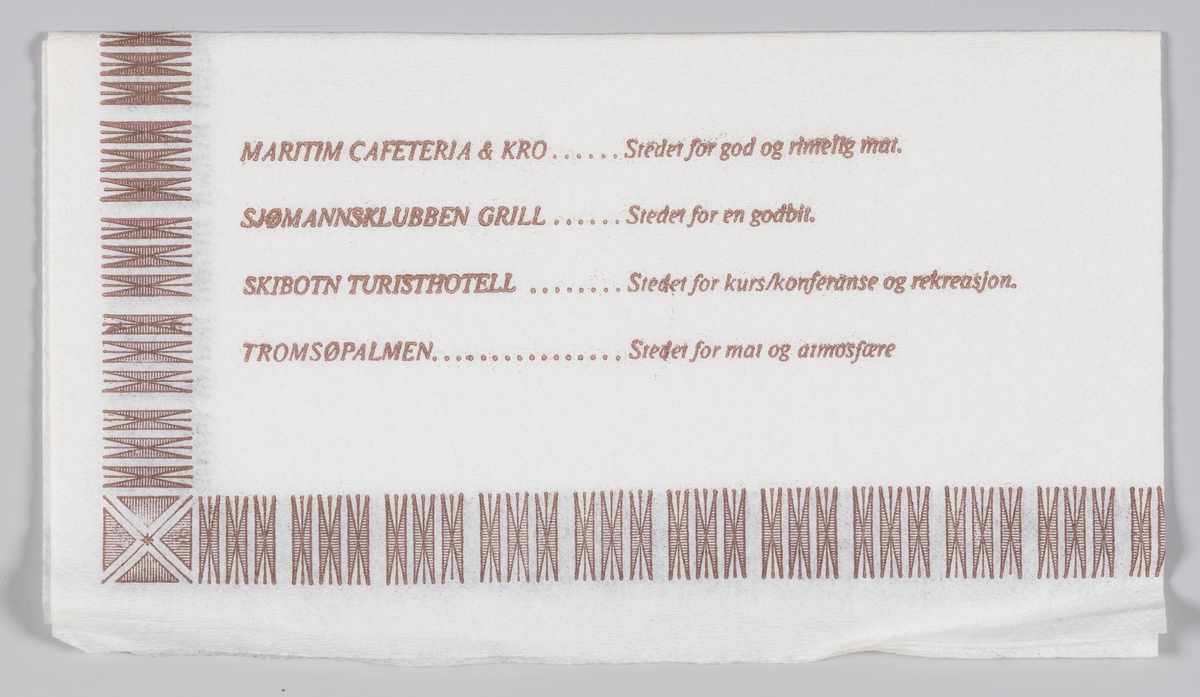 MARITIM CAFETERIA & KRO......Stedet for god og rimelig mat.
SJØMANNSKLUBBEN GRILL ......Stedet for en godbit.
SKIBOTN TURISTHOTELL ........Stedet for kurs/konferanse og rekreasjon.
TROMSØPALMEN.................Stedet for mat og atmosfære